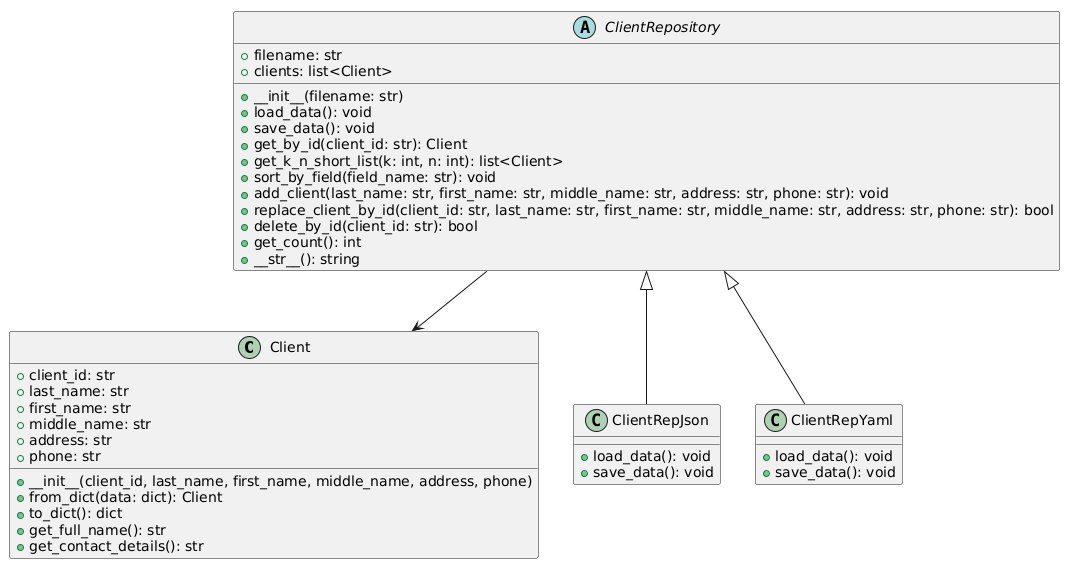 A ClientRepository
filename: str
clients: list<Client>
__init__(filename: str)
load_data(): void
save_data(): void
get_by_id(client_id: str): Client
get_k_n_short_list(k: int, n: int): list<Client>
sort_by_field(field_name: str): void
add_client(last_name: str, first_name: str, middle_name: str, address: str, phone: str): void
replace_client_by_id(client_id: str, last_name: str, first_name: str, middle_name: str, address: str, phone: str): bool
delete_by_id(client_id: str): bool
get_count(): int
__str__(): string
C Client
client_id: str
last_name: str
first_name: str
middle_name: str
address: str
phone: str
__init__(client_id, last_name, first_name, middle_name, address, phone)
from_dict(data: dict): Client
to_dict(): dict
get_full_name(): str
get_contact_details(): str
C ClientRepJson
load_data(): void
save_data(): void
C ClientRepYaml
load_data(): void
save_data(): void